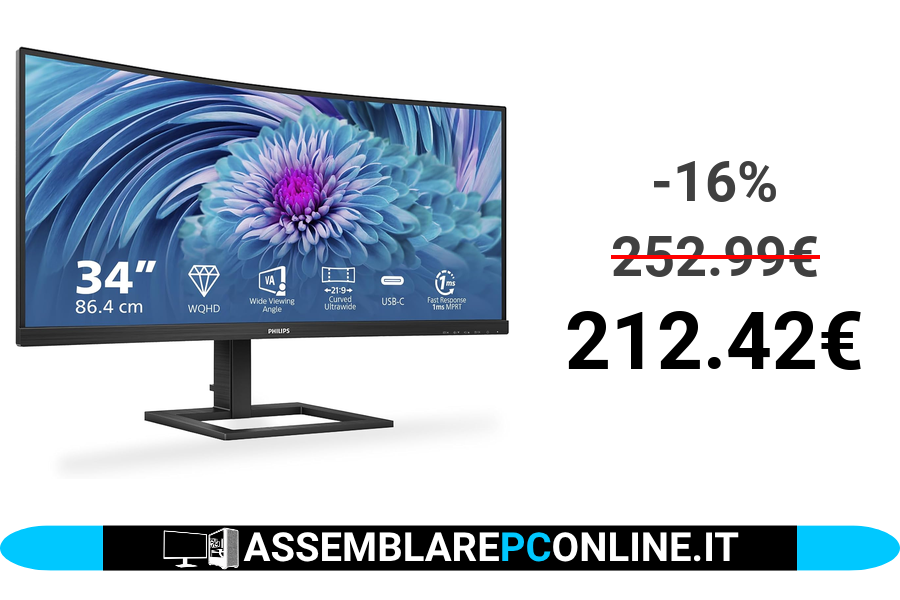 -16%
252.99€
212.42€
34”
86.4 cm
WQHD
VA
Wide Viewing
Angle
21:9
Curved
Ultrawide
USB-C
1ms
Fast Response
1ms MPRT
PHILIPS
ASSEMBLAREPCONLINE.IT